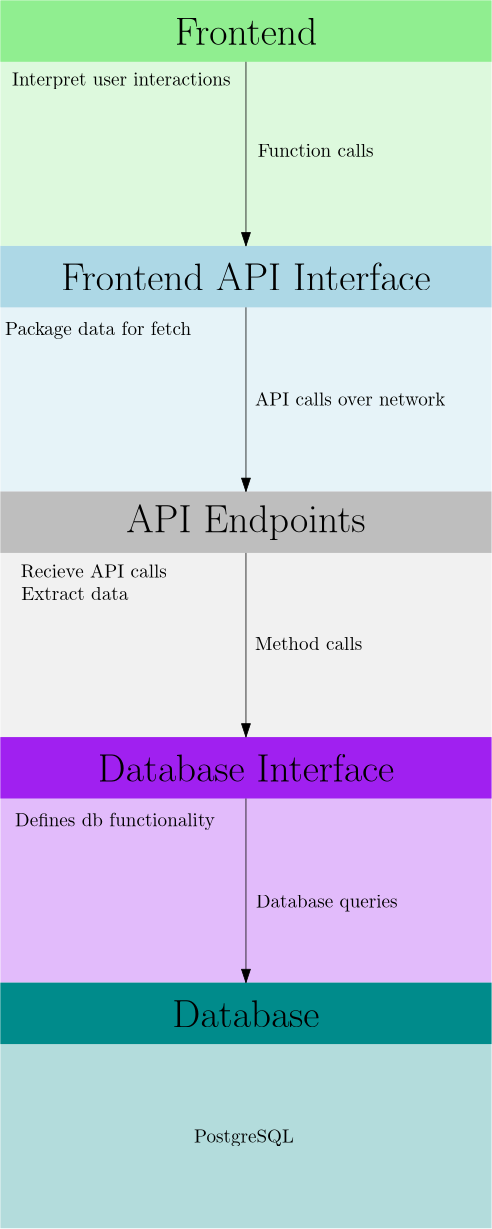 Frontend
Interpret user interactions
Function calls
Frontend API Interface
Package data for fetch
API calls over network
API Endpoints
Recieve API calls
Extract data
Method calls
Database Interface
Defines db functionality
Database queries
Database
PostgreSQL